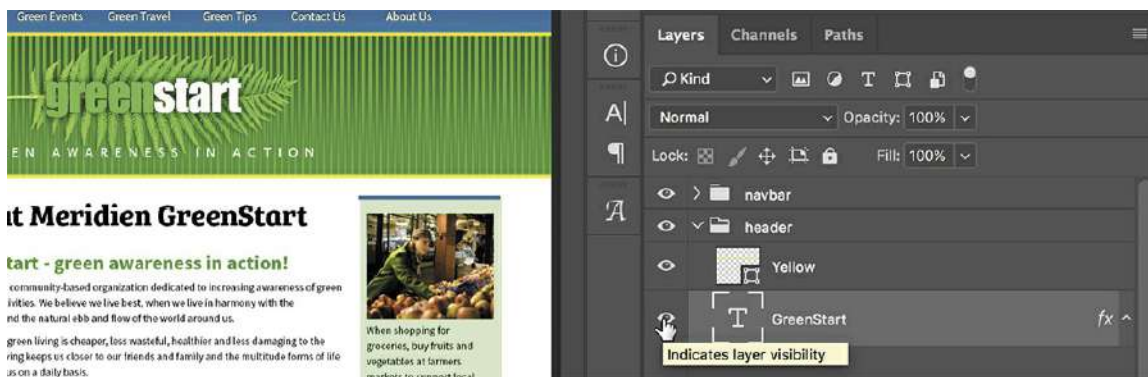 Green Events Green Travel Green Tips Contact Us About Us
greenstart
EN AWARENESS IN ACTION
ut Meridien GreenStart
tart - green awareness in action!
community-based organization dedicated to increasing awareness of green
ivities. We believe we live best, when we live in harmony with the
nd the natural ebb and flow of the world around us.
green living is cheaper, less wasteful, healthier and less damaging to the
ving keeps us closer to our friends and family and the multitude forms of life
us on a daily basis.
When shopping for
groceries, buy fruits and
vegetables at farmers
markets to support local
Layers Channels Paths
Kind
Normal Opacity: 100%
Lock: Fill: 100%
navbar
header
Yellow
T GreenStart fx
Indicates layer visibility